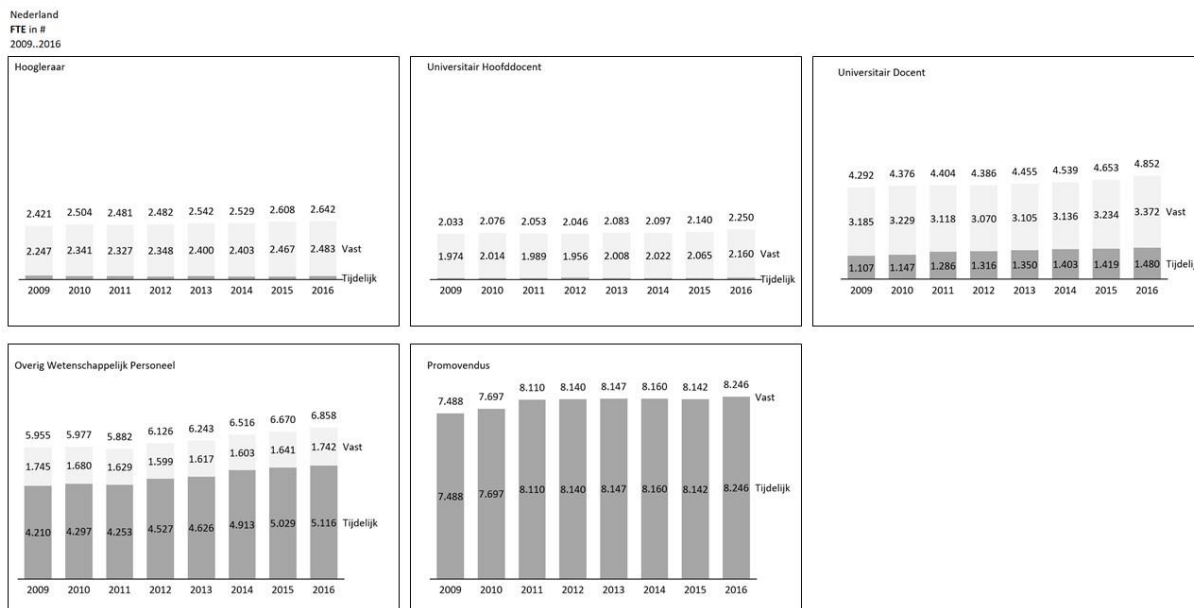 Nederland
FTE in #
2009..2016
Hoogleraar
2.421 2.504 2.481 2.482 2.542 2.529 2.608 2.642
2.247 2.341 2.327 2.348 2.400 2.403 2.467 2.483 Vast
Tijdelijk
2009 2010 2011 2012 2013 2014 2015 2016
Universitair Hoofddocent
2.033 2.076 2.053 2.046 2.083 2.097 2.140 2.250
1.974 2.014 1.989 1.956 2.008 2.022 2.065 2.160 Vast
Tijdelijk
2009 2010 2011 2012 2013 2014 2015 2016
Universitair Docent
4.292 4.376 4.404 4.386 4.455 4.539 4.653 4.852
3.185 3.229 3.118 3.070 3.105 3.136 3.234 3.372 Vast
1.107 1.147 1.286 1.316 1.350 1.403 1.419 1.480 Tijdelij
2009 2010 2011 2012 2013 2014 2015 2016
Overig Wetenschappelijk Personeel
5.955 5.977 5.882 6.126 6.243 6.516 6.670 6.858
1.745 1.680 1.629 1.599 1.617 1.603 1.641 1.742 Vast
4.210 4.297 4.253 4.527 4.626 4.913 5.029 5.116 Tijdelijk
2009 2010 2011 2012 2013 2014 2015 2016
Promovendus
7.488 7.697 8.110 8.140 8.147 8.160 8.142 8.246
Vast
7.488 7.697 8.110 8.140 8.147 8.160 8.142 8.246 Tijdelijk
2009 2010 2011 2012 2013 2014 2015 2016